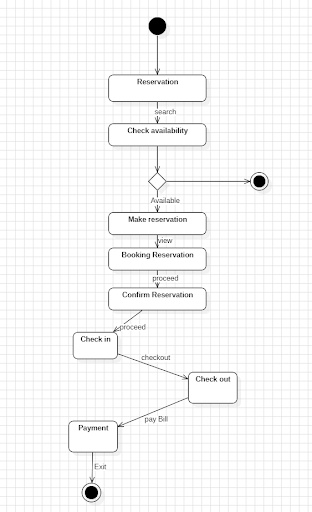 Reservation
search
Check availability
Available
Make reservation
view
Booking Reservation
proceed
Confirm Reservation
proceed
Check in
checkout
Check out
pay Bill
Payment
Exit